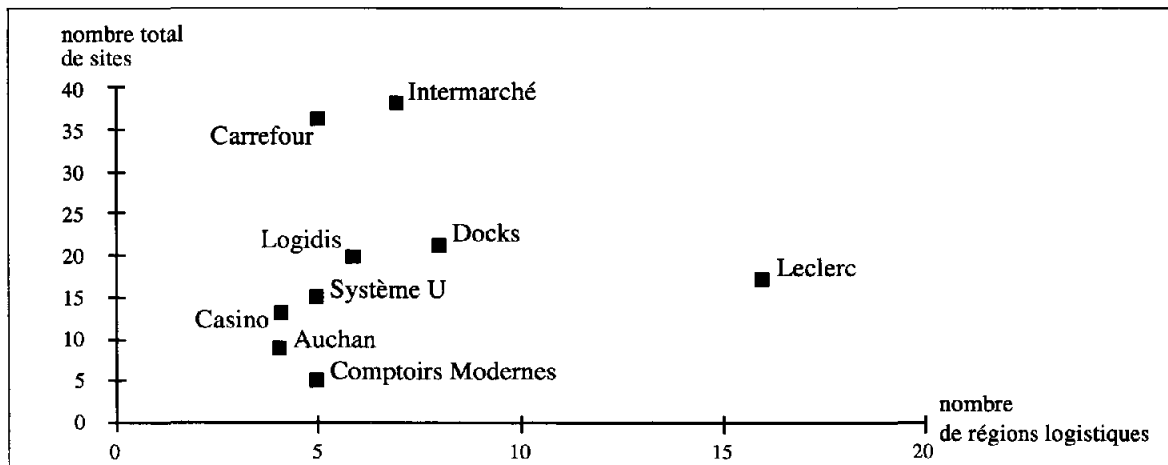 nombre total
de sites
40
Intermarché
35
Carrefour
30
25
Logidis
Docks
20
Leclerc
15
Système U
Casino
10
Auchan
5
Comptoirs Modernes
0
nombre
de régions logistiques
0
5
10
15
20